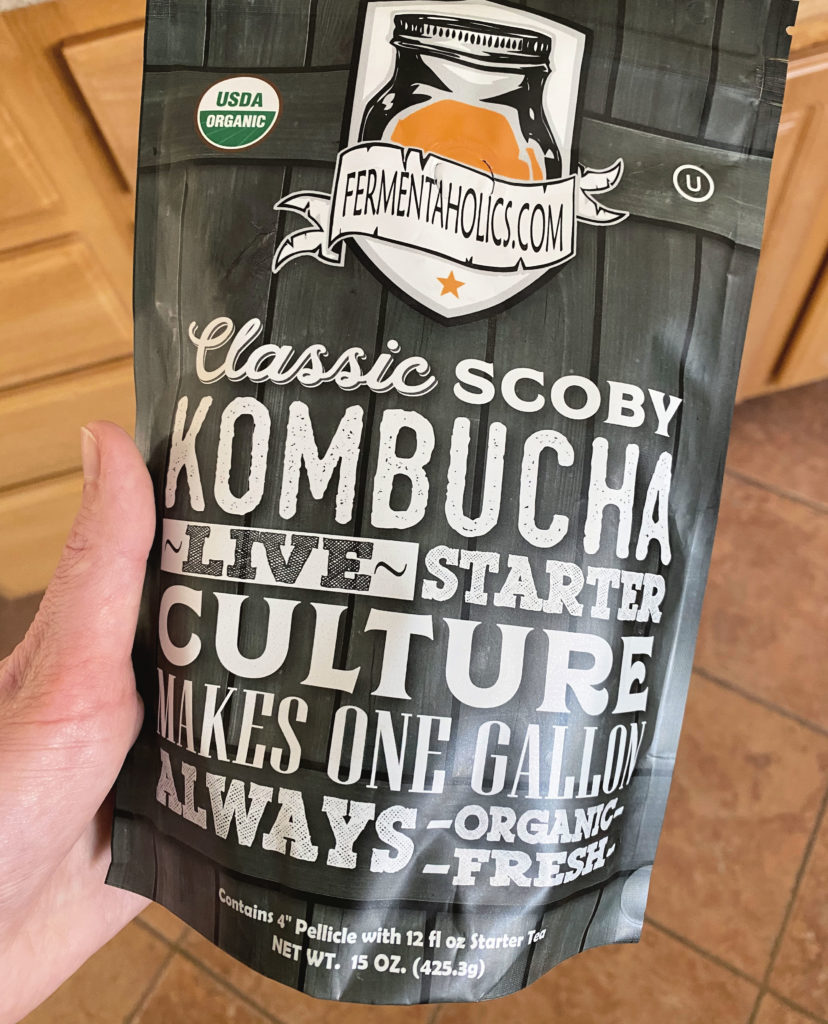 USDA
ORGANIC
FERMENTAHOLICS.COM
U
Classic SCOBY
KOMBUCHA
~LIVE~ STARTER
CULTURE
MAKES ONE GALLON
ALWAYS -ORGANIC-
-FRESH-
Contains 4" Pellicle with 12 fl oz Starter Tea
NET WT. 15 OZ. (425.3g)